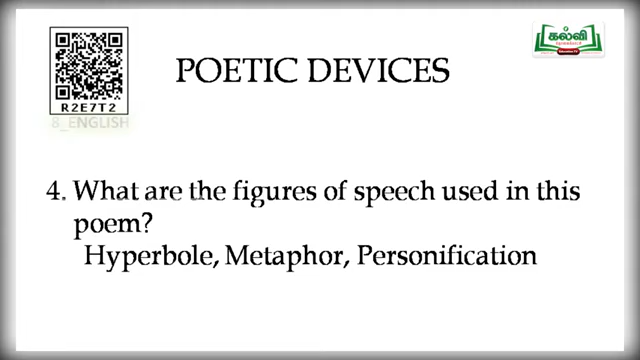 R2E7T2
8_ENGLISH
கல்வி
POETIC DEVICES
4. What are the figures of speech used in this
poem?
Hyperbole, Metaphor, Personification